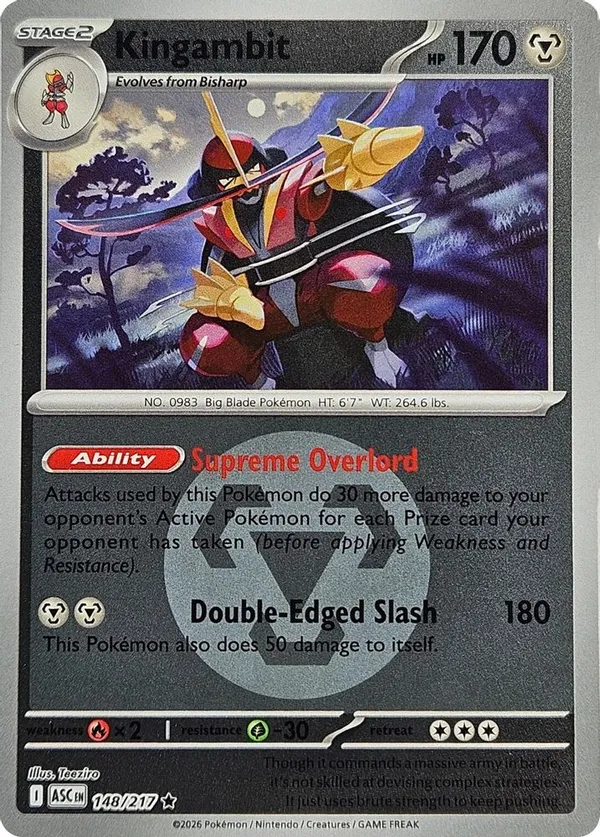 STAGE2
Kingambit
HP 170
Evolves from Bisharp
NO. 0983 Big Blade Pokémon HT: 6'7" WT: 264.6 lbs.
Ability Supreme Overlord
Attacks used by this Pokémon do 30 more damage to your
opponent's Active Pokémon for each Prize card your
opponent has taken (before applying Weakness and
Resistance).
Double-Edged Slash 180
This Pokémon also does 50 damage to itself.
weakness ×2 resistance -30 retreat
Though it commands a massive army in battle,
it's not skilled at devising complex strategies.
It just uses brute strength to keep pushing.
Illus. Teeziro
I ASC EN 148/217
©2026 Pokémon / Nintendo / Creatures / GAME FREAK